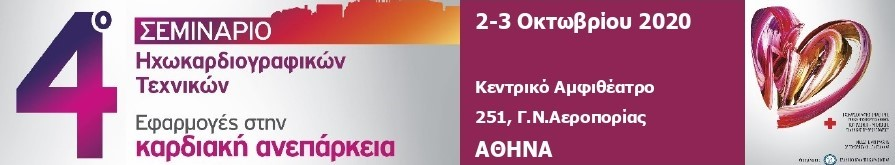 4ο ΣΕΜΙΝΑΡΙΟ
Ηχωκαρδιογραφικών
Τεχνικών
Εφαρμογές στην
καρδιακή ανεπάρκεια
2-3 Οκτωβρίου 2020
Κεντρικό Αμφιθέατρο
251, Γ.Ν.Αεροπορίας
ΑΘΗΝΑ